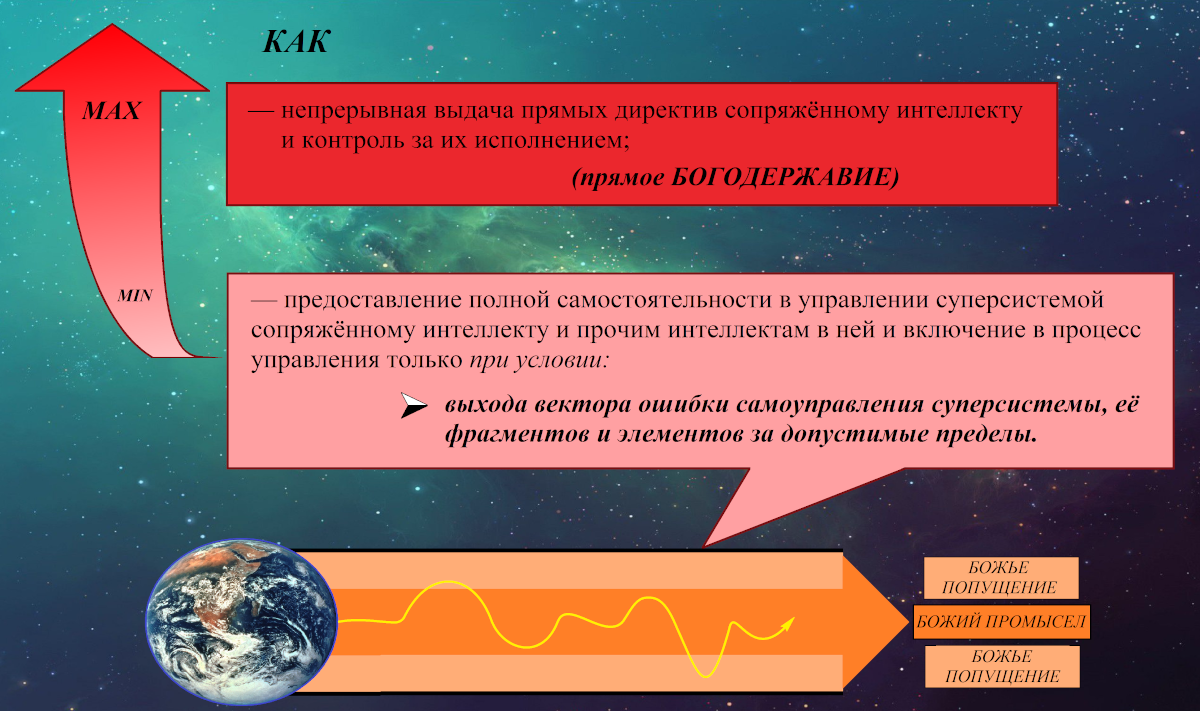 КАК
MAX
— непрерывная выдача прямых директив сопряжённому интеллекту
и контроль за их исполнением;
(прямое БОГОДЕРЖАВИЕ)
MIN
— предоставление полной самостоятельности в управлении суперсистемой
сопряжённому интеллекту и прочим интеллектам в ней и включение в процесс
управления только при условии:
выхода вектора ошибки самоуправления суперсистемы, её
фрагментов и элементов за допустимые пределы.
БОЖЬЕ
ПОПУЩЕНИЕ
БОЖИЙ ПРОМЫСЕЛ
БОЖЬЕ
ПОПУЩЕНИЕ